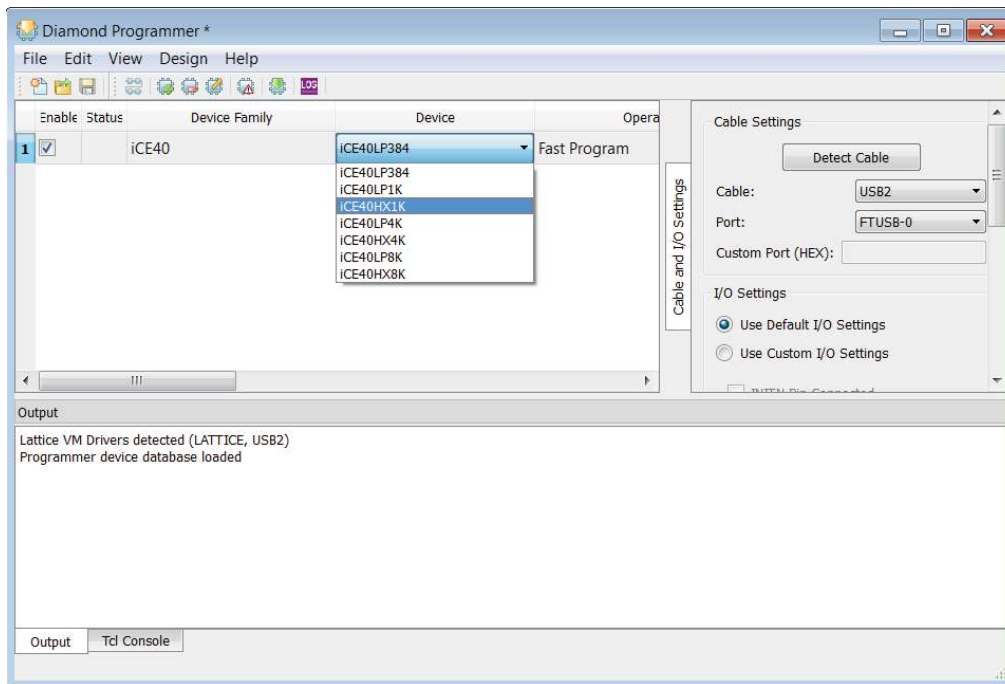 Diamond Programmer *
File Edit View Design Help
LOG
Enable Status Device Family Device Opera
1 iCE40 iCE40LP384 Fast Program
iCE40LP384
iCE40LP1K
iCE40HX1K
iCE40LP4K
iCE40HX4K
iCE40LP8K
iCE40HX8K
Cable and I/O Settings
Cable Settings
Detect Cable
Cable: USB2
Port: FTUSB-0
Custom Port (HEX):
I/O Settings
Use Default I/O Settings
Use Custom I/O Settings
Output
Lattice VM Drivers detected (LATTICE, USB2)
Programmer device database loaded
Output Tcl Console